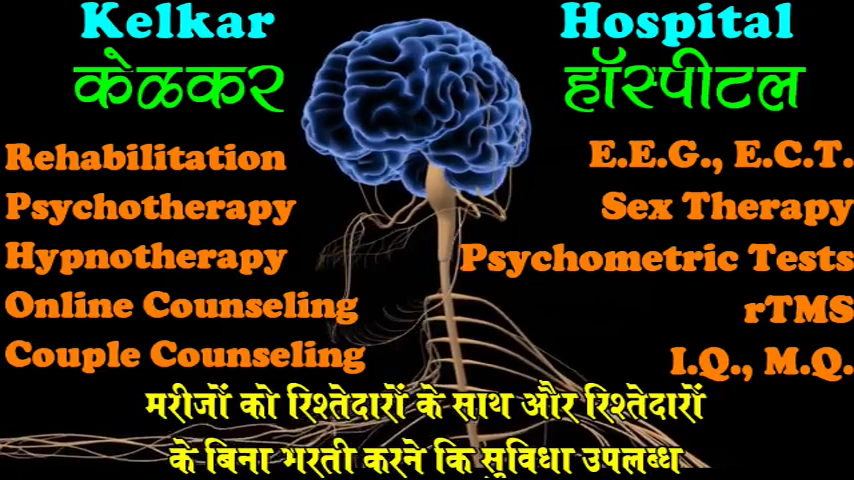 Kelkar Hospital
केळकर हॉस्पीटल
Rehabilitation
Psychotherapy
Hypnotherapy
Online Counseling
Couple Counseling
E.E.G., E.C.T.
Sex Therapy
Psychometric Tests
rTMS
I.Q., M.Q.
मरीजों को रिश्तेदारों के साथ और रिश्तेदारों
के बिना भरती करने कि सुविधा उपलब्ध